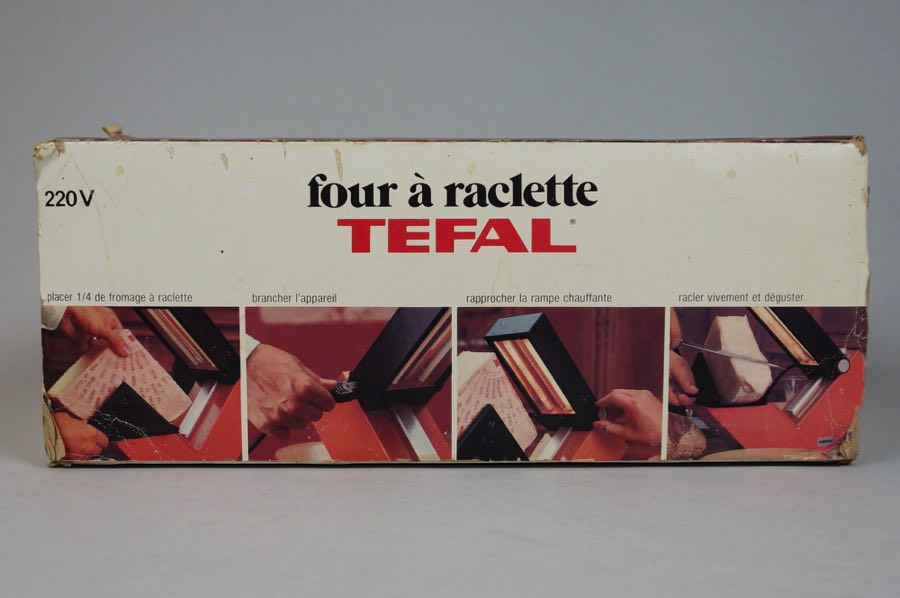 220V
four à raclette
TEFAL®
placer 1/4 de fromage à raclette
brancher l'appareil
rapprocher la rampe chauffante
racler vivement et déguster.